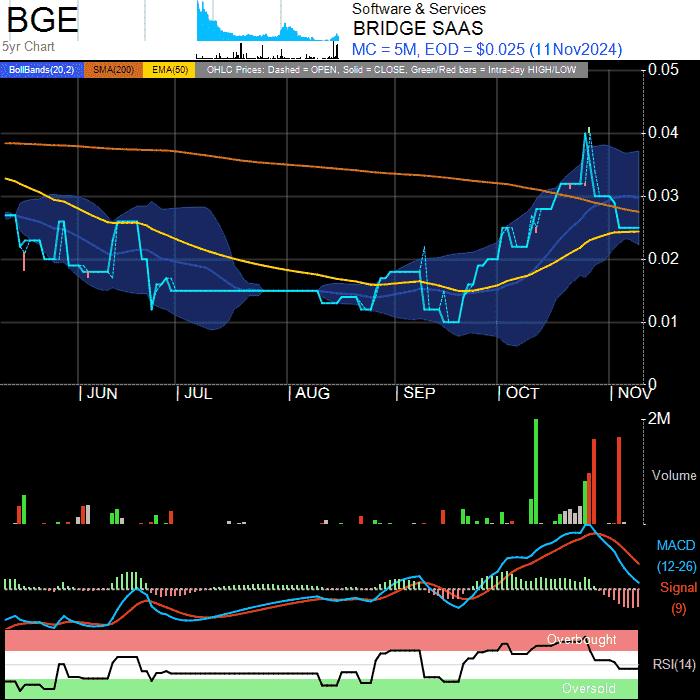 BGE
5yr Chart
Software & Services
BRIDGE SAAS
MC = 5M, EOD = $0.025 (11Nov2024)
BollBands(20,2) SMA(200) EMA(50) OHLC Prices: Dashed = OPEN, Solid = CLOSE, Green/Red bars = Intra-day HIGH/LOW
0.05
0.04
0.03
0.02
0.01
0
JUN JUL AUG SEP OCT NOV
2M
Volume
MACD
(12-26)
Signal
(9)
Overbought
RSI(14)
Oversold